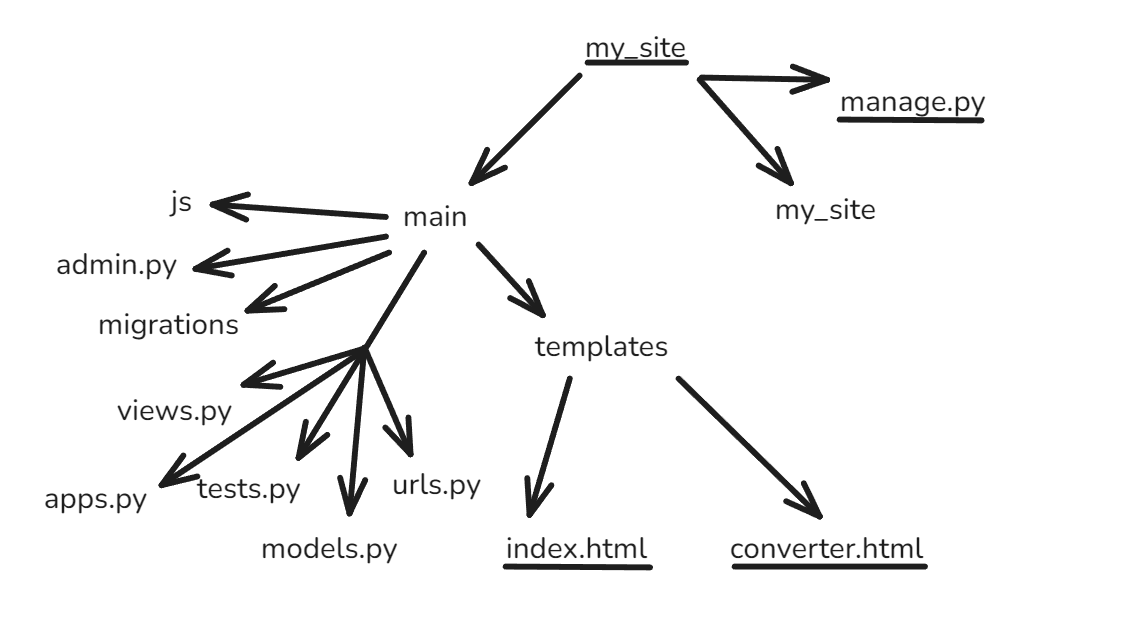 my_site
manage.py
js
main
my_site
admin.py
migrations
templates
views.py
apps.py
tests.py
urls.py
models.py
index.html
converter.html